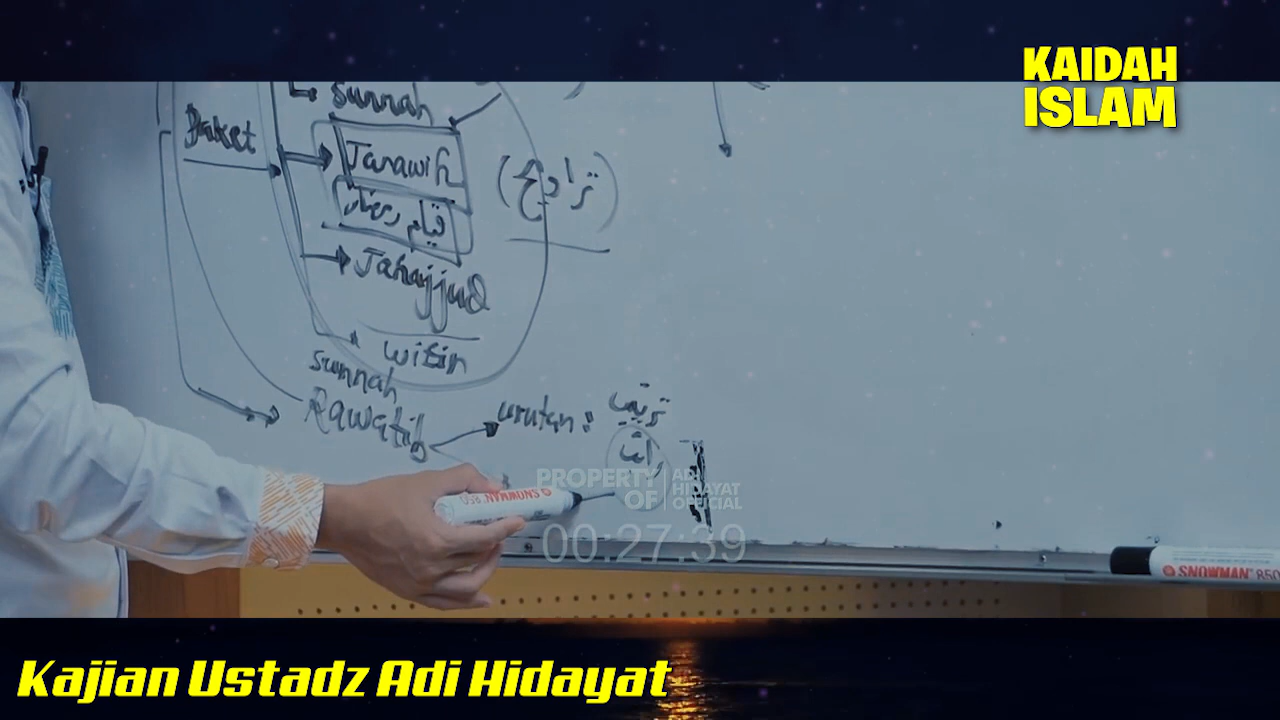 KAIDAH
ISLAM
sunnah
Paket
Tarawih
(تراويح)
قيام رمضان
Tahajjud
witir
sunnah
Rawatib
urutan :
ترتيب
راتب
PROPERTY OF
ADI HIDAYAT OFFICIAL
SNOWMAN
00:27:39
SNOWMAN 850
Kajian Ustadz Adi Hidayat